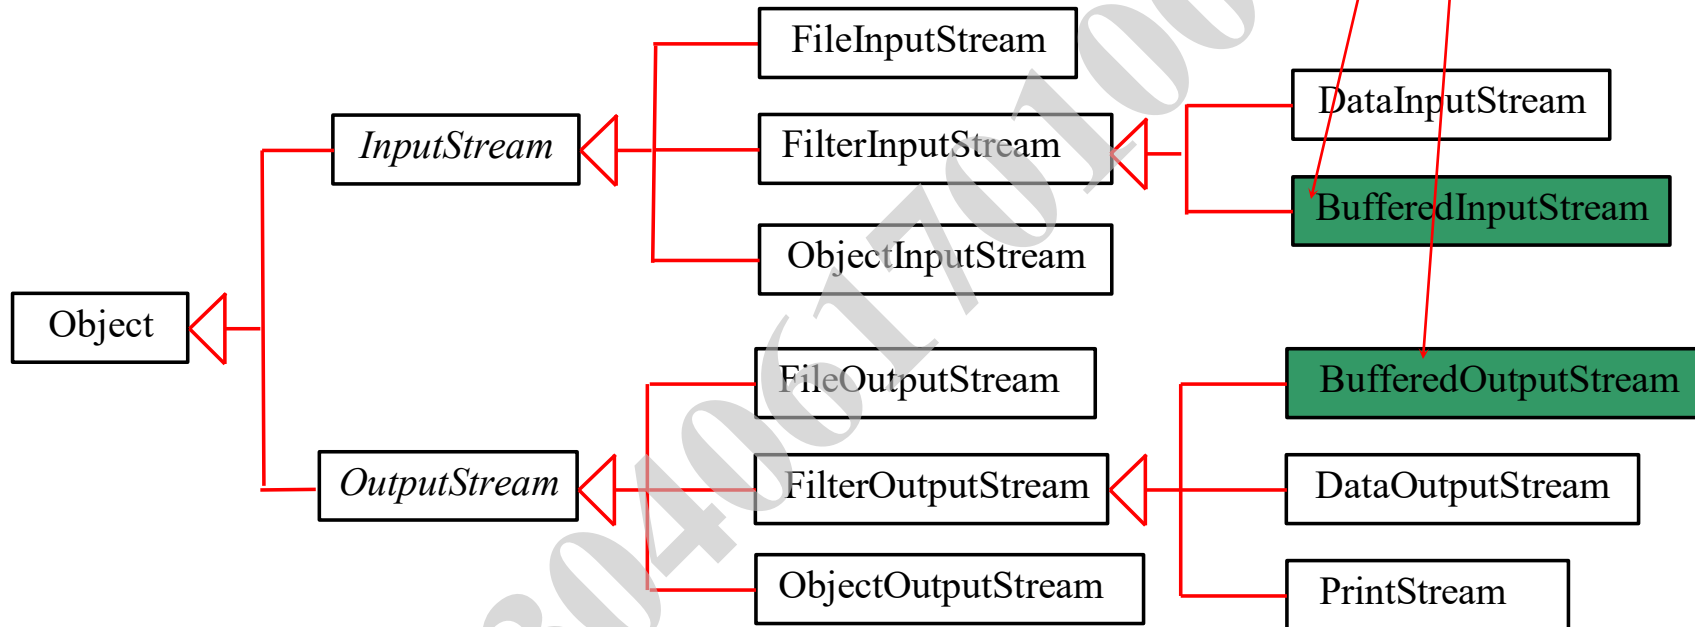 FileInputStream
DataInputStream
InputStream
FilterInputStream
BufferedInputStream
ObjectInputStream
Object
FileOutputStream
BufferedOutputStream
OutputStream
FilterOutputStream
DataOutputStream
ObjectOutputStream
PrintStream